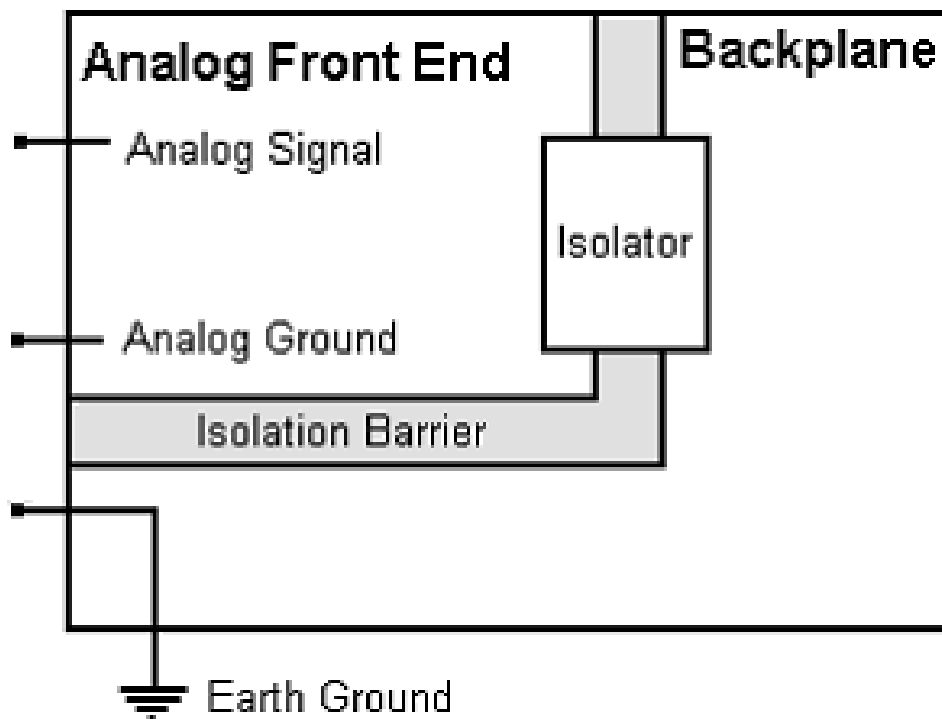 Analog Front End
Backplane
Analog Signal
Isolator
Analog Ground
Isolation Barrier
Earth Ground